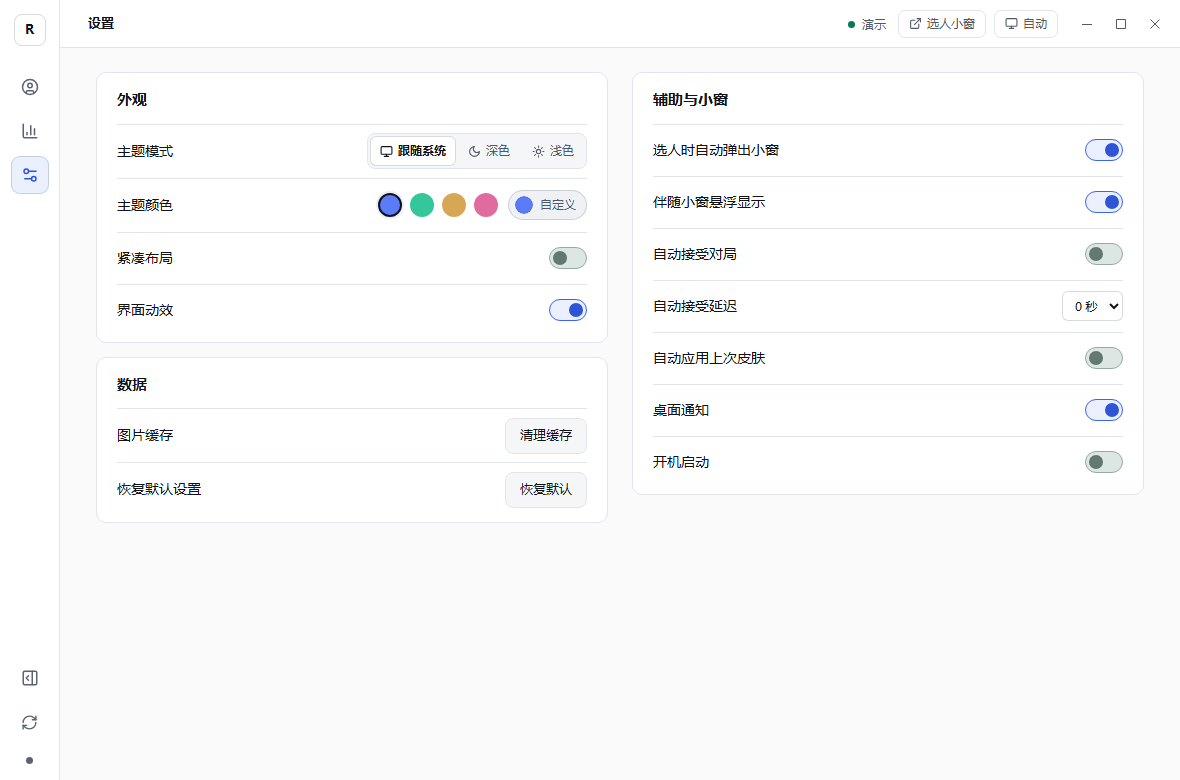 R
设置
演示
选人小窗
自动
外观
主题模式
跟随系统
深色
浅色
主题颜色
自定义
紧凑布局
界面动效
数据
图片缓存
清理缓存
恢复默认设置
恢复默认
辅助与小窗
选人时自动弹出小窗
伴随小窗悬浮显示
自动接受对局
自动接受延迟
0 秒
自动应用上次皮肤
桌面通知
开机启动